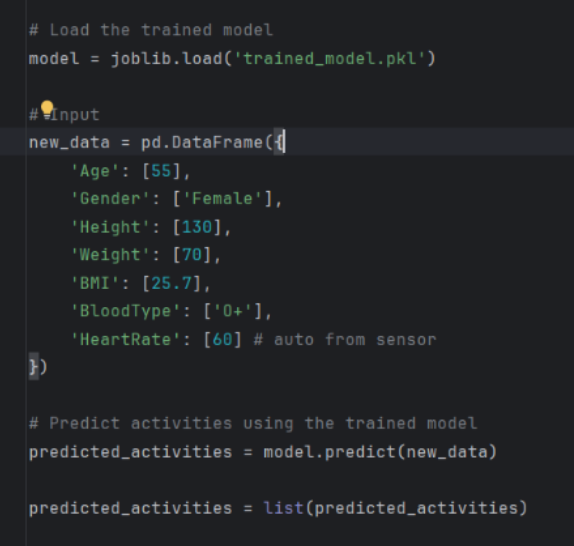 # Load the trained model
model = joblib.load('trained_model.pkl')
# Input
new_data = pd.DataFrame({
'Age': [55],
'Gender': ['Female'],
'Height': [130],
'Weight': [70],
'BMI': [25.7],
'BloodType': ['O+'],
'HeartRate': [60] # auto from sensor
})
# Predict activities using the trained model
predicted_activities = model.predict(new_data)
predicted_activities = list(predicted_activities)